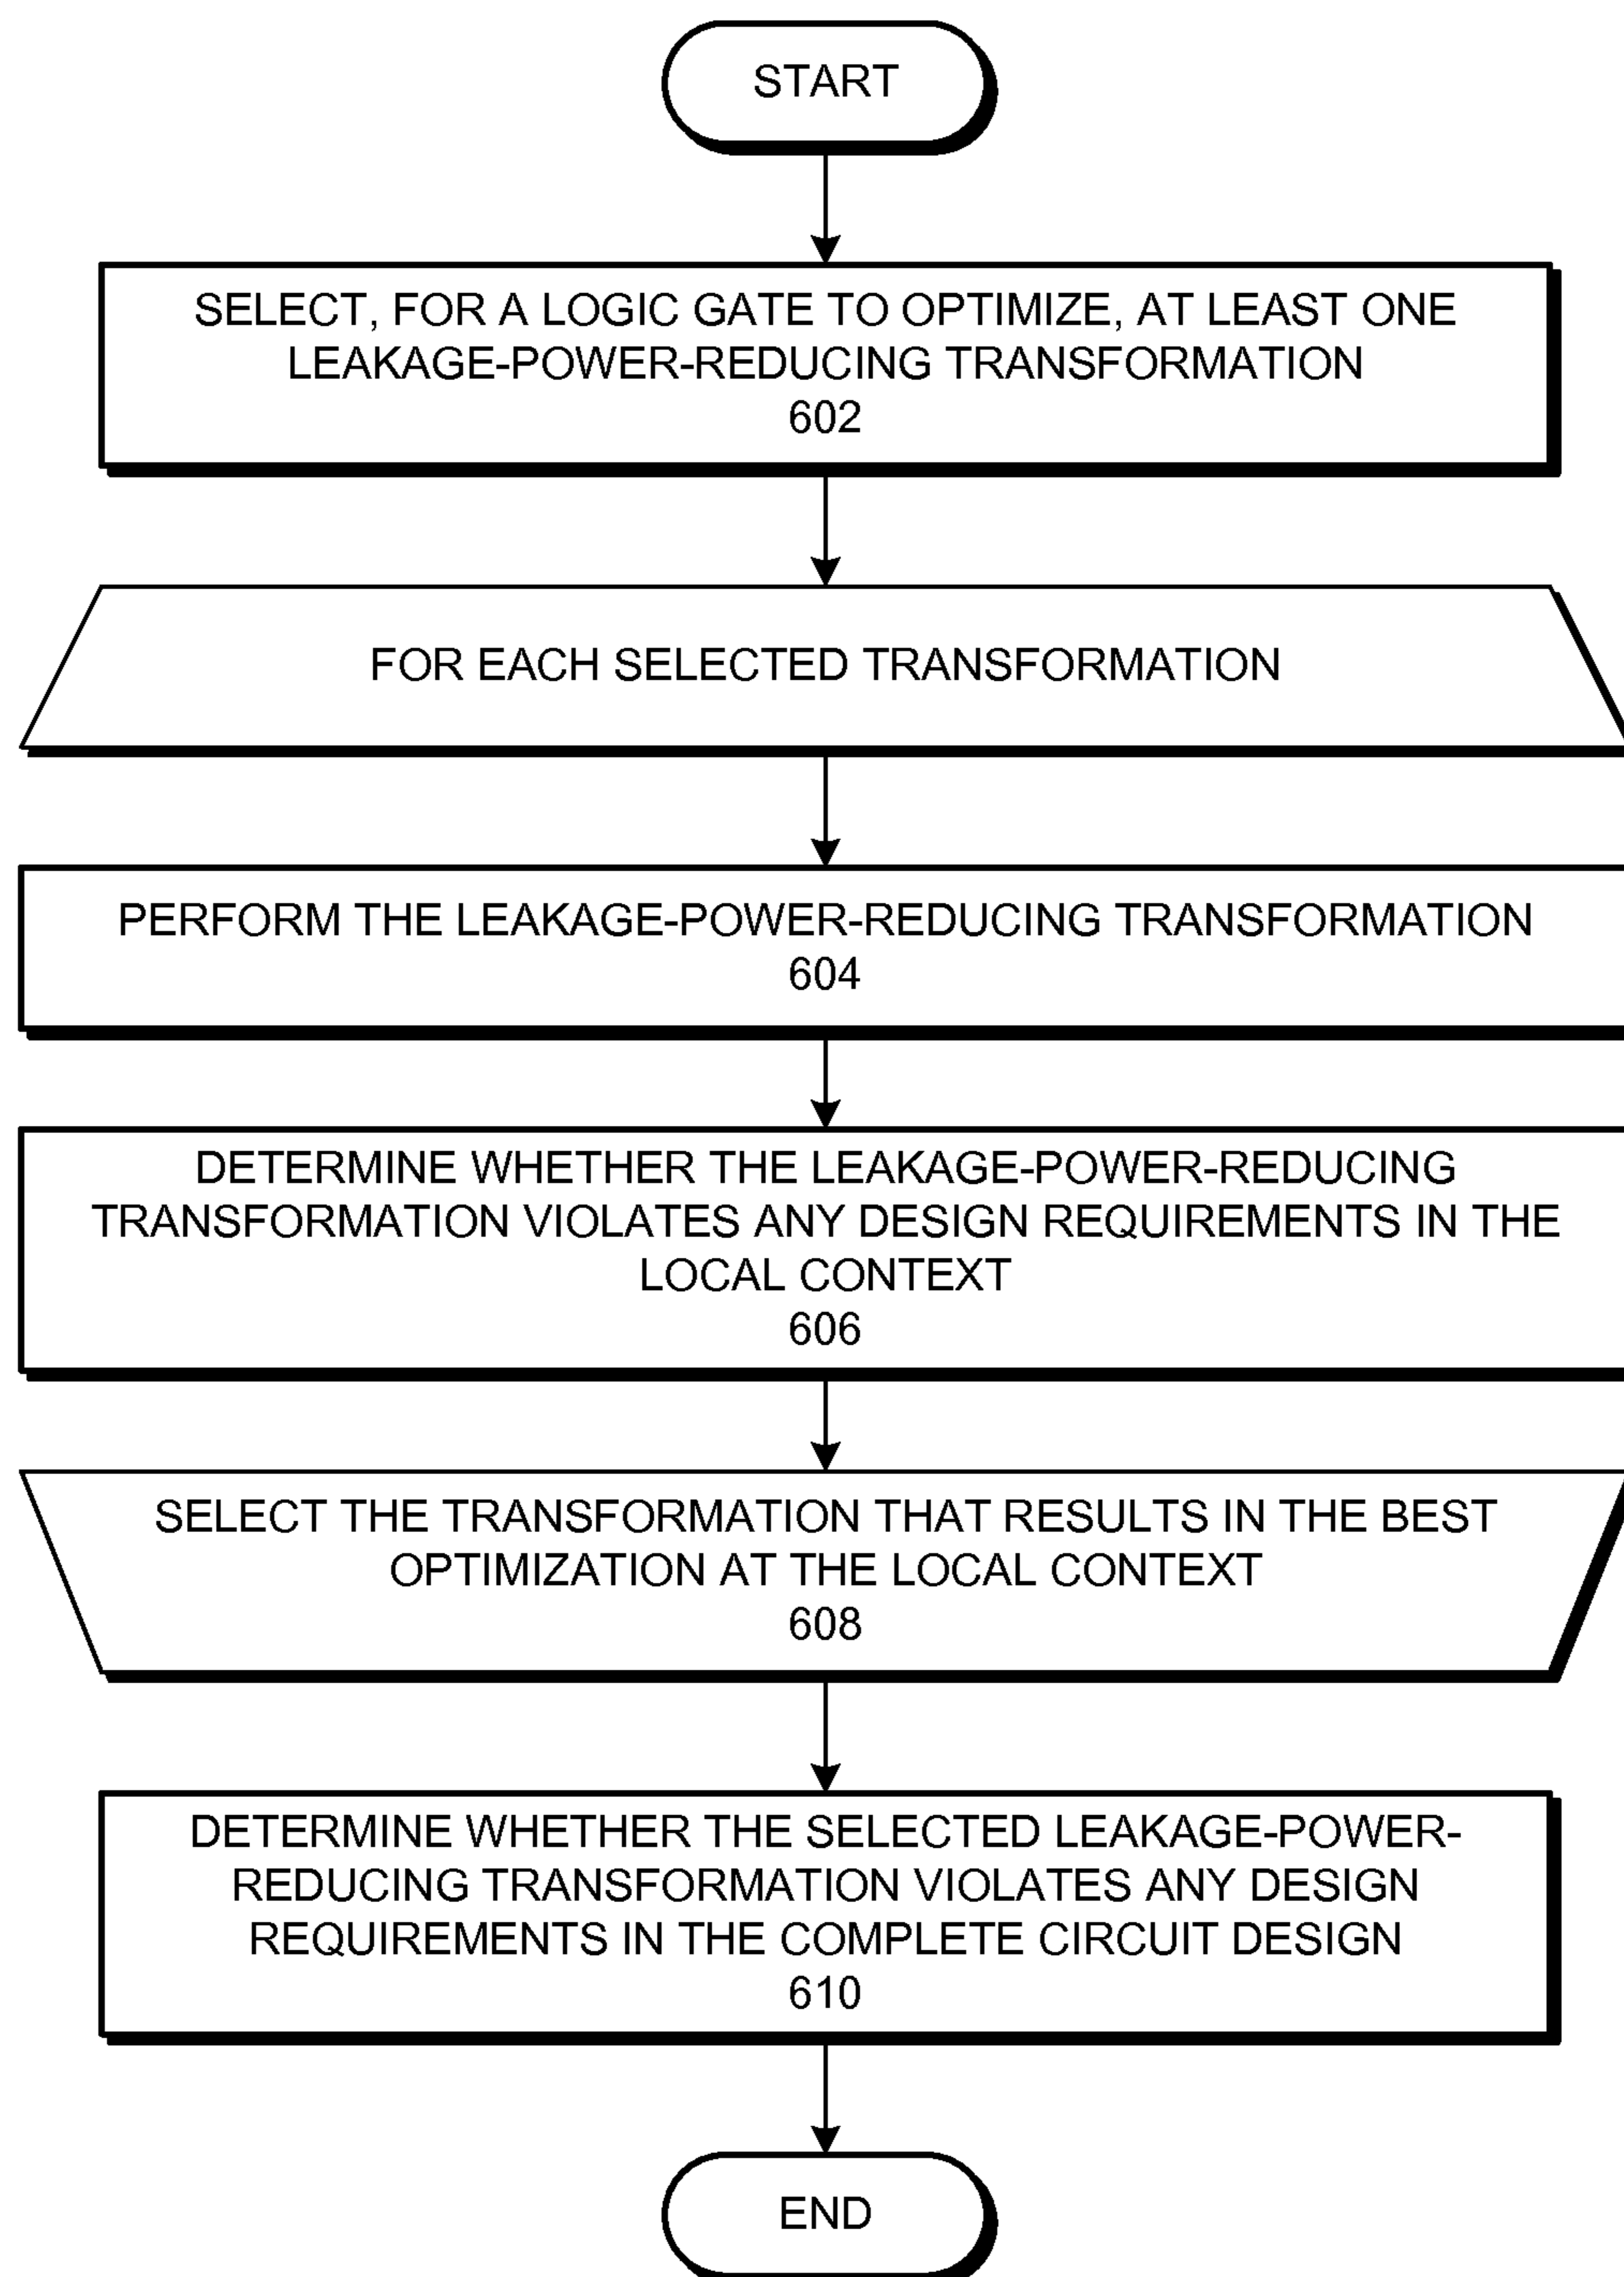 START
SELECT, FOR A LOGIC GATE TO OPTIMIZE, AT LEAST ONE
LEAKAGE-POWER-REDUCING TRANSFORMATION
602
FOR EACH SELECTED TRANSFORMATION
PERFORM THE LEAKAGE-POWER-REDUCING TRANSFORMATION
604
DETERMINE WHETHER THE LEAKAGE-POWER-REDUCING
TRANSFORMATION VIOLATES ANY DESIGN REQUIREMENTS IN THE
LOCAL CONTEXT
606
SELECT THE TRANSFORMATION THAT RESULTS IN THE BEST
OPTIMIZATION AT THE LOCAL CONTEXT
608
DETERMINE WHETHER THE SELECTED LEAKAGE-POWER-
REDUCING TRANSFORMATION VIOLATES ANY DESIGN
REQUIREMENTS IN THE COMPLETE CIRCUIT DESIGN
610
END